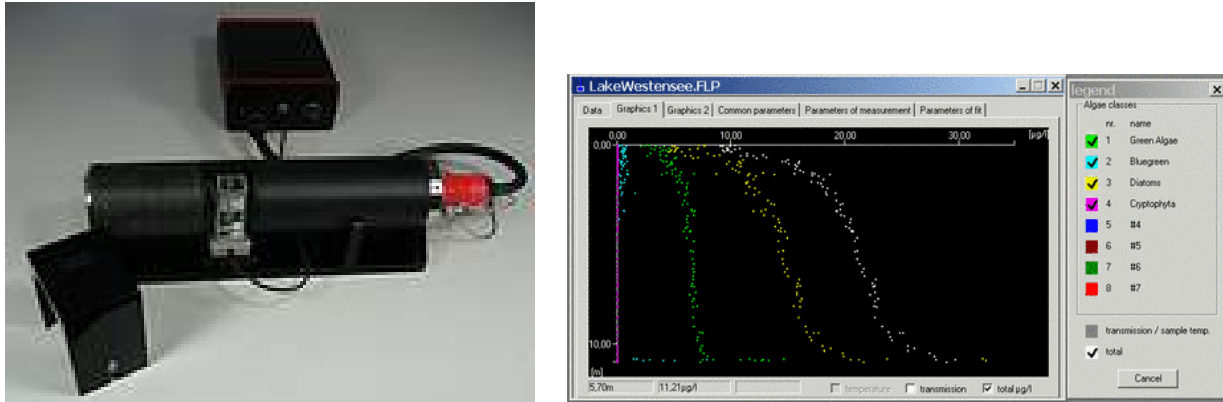 LakeWestensee.FLP
Data Graphics 1 Graphics 2 Common parameters Parameters of measurement Parameters of fit
0,00 10,00 20,00 30,00 [µg/l]
0,00
10,00
[m]
5,70m 11,21µg/l
temperature transmission total µg/l
legend
Algae classes
nr. name
1 Green Algae
2 Bluegreen
3 Diatoms
4 Cryptophyta
5 #4
6 #5
7 #6
8 #7
transmission / sample temp.
total
Cancel